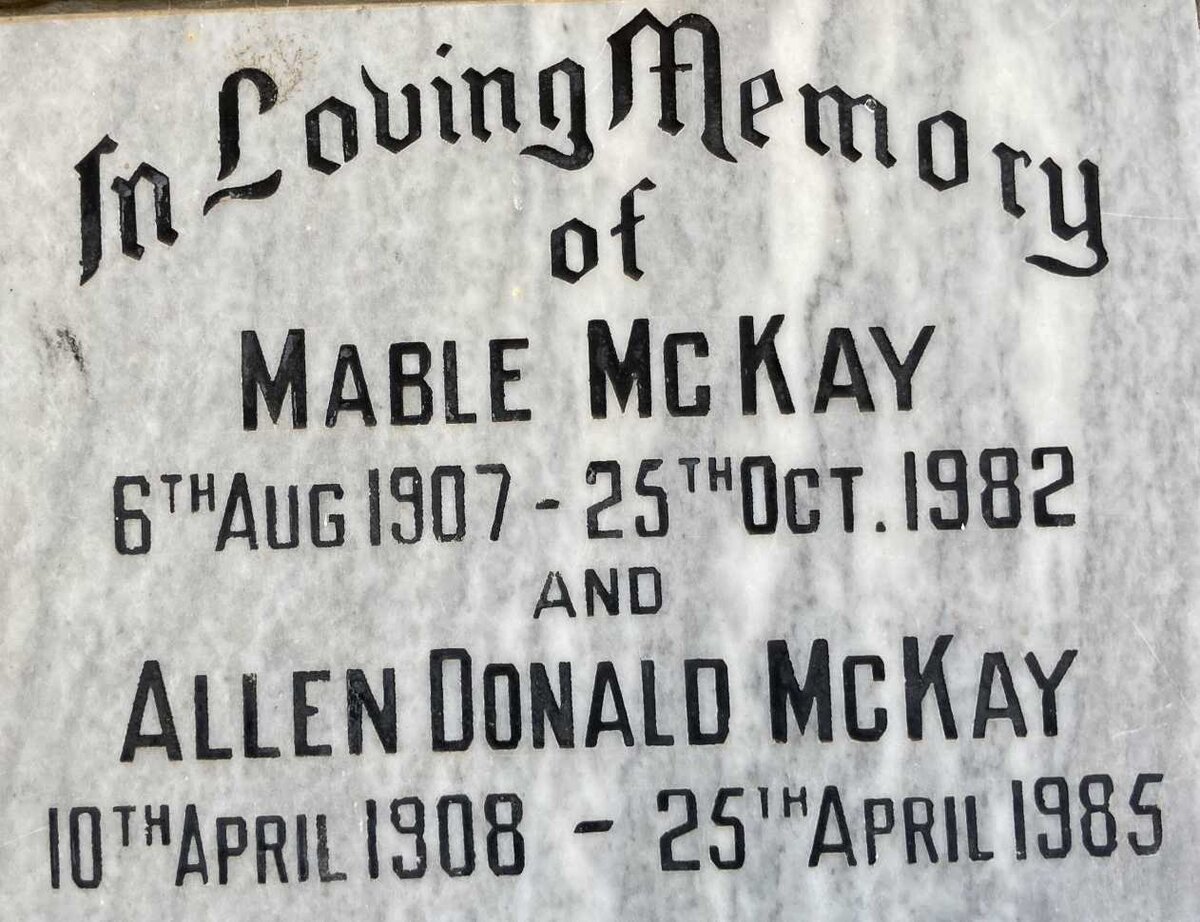 In Loving Memory
of
MABLE McKAY
6TH AUG 1907 - 25TH OCT. 1982
AND
ALLEN DONALD McKAY
10TH APRIL 1908 - 25TH APRIL 1985